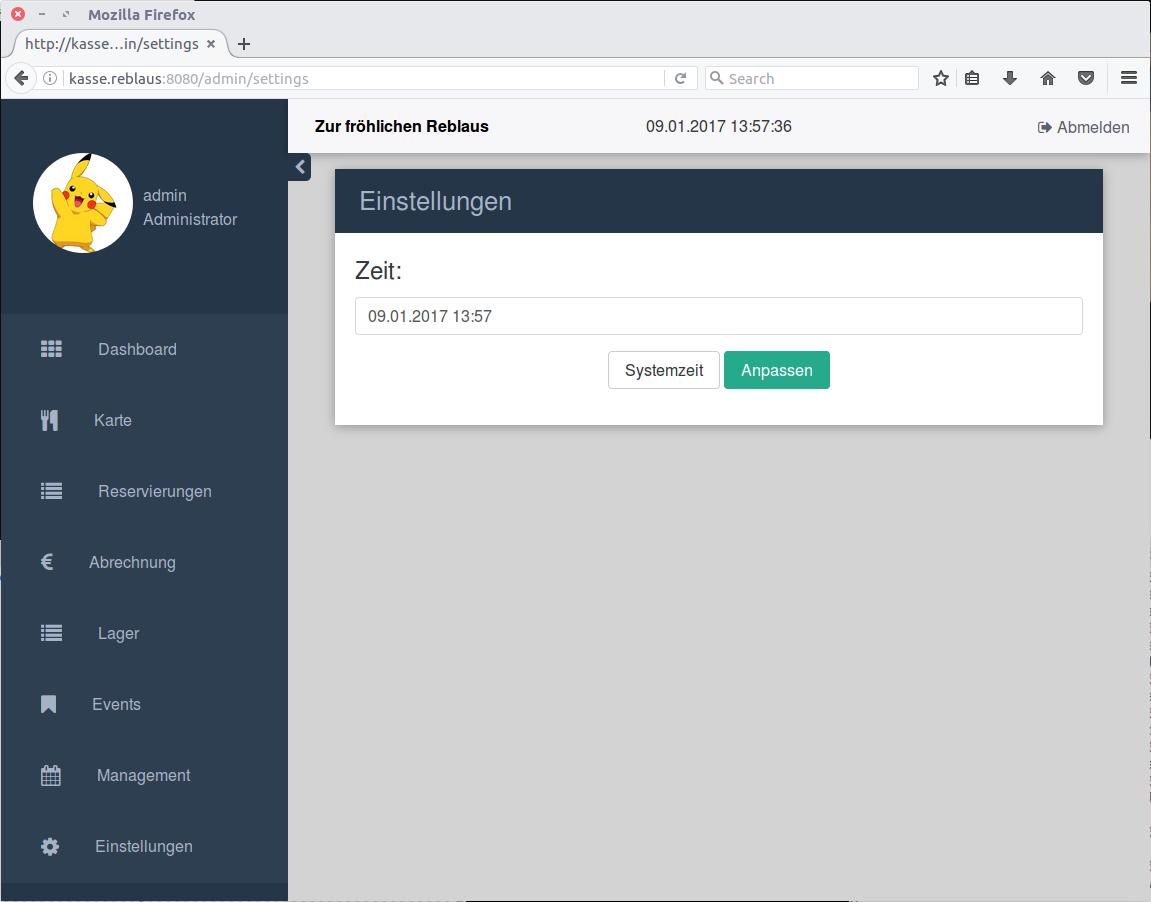 Mozilla Firefox
http://kasse...in/settings
kasse.reblaus:8080/admin/settings
Search
Zur fröhlichen Reblaus
09.01.2017 13:57:36
Abmelden
admin
Administrator
Dashboard
Karte
Reservierungen
Abrechnung
Lager
Events
Management
Einstellungen
Einstellungen
Zeit:
09.01.2017 13:57
Systemzeit
Anpassen